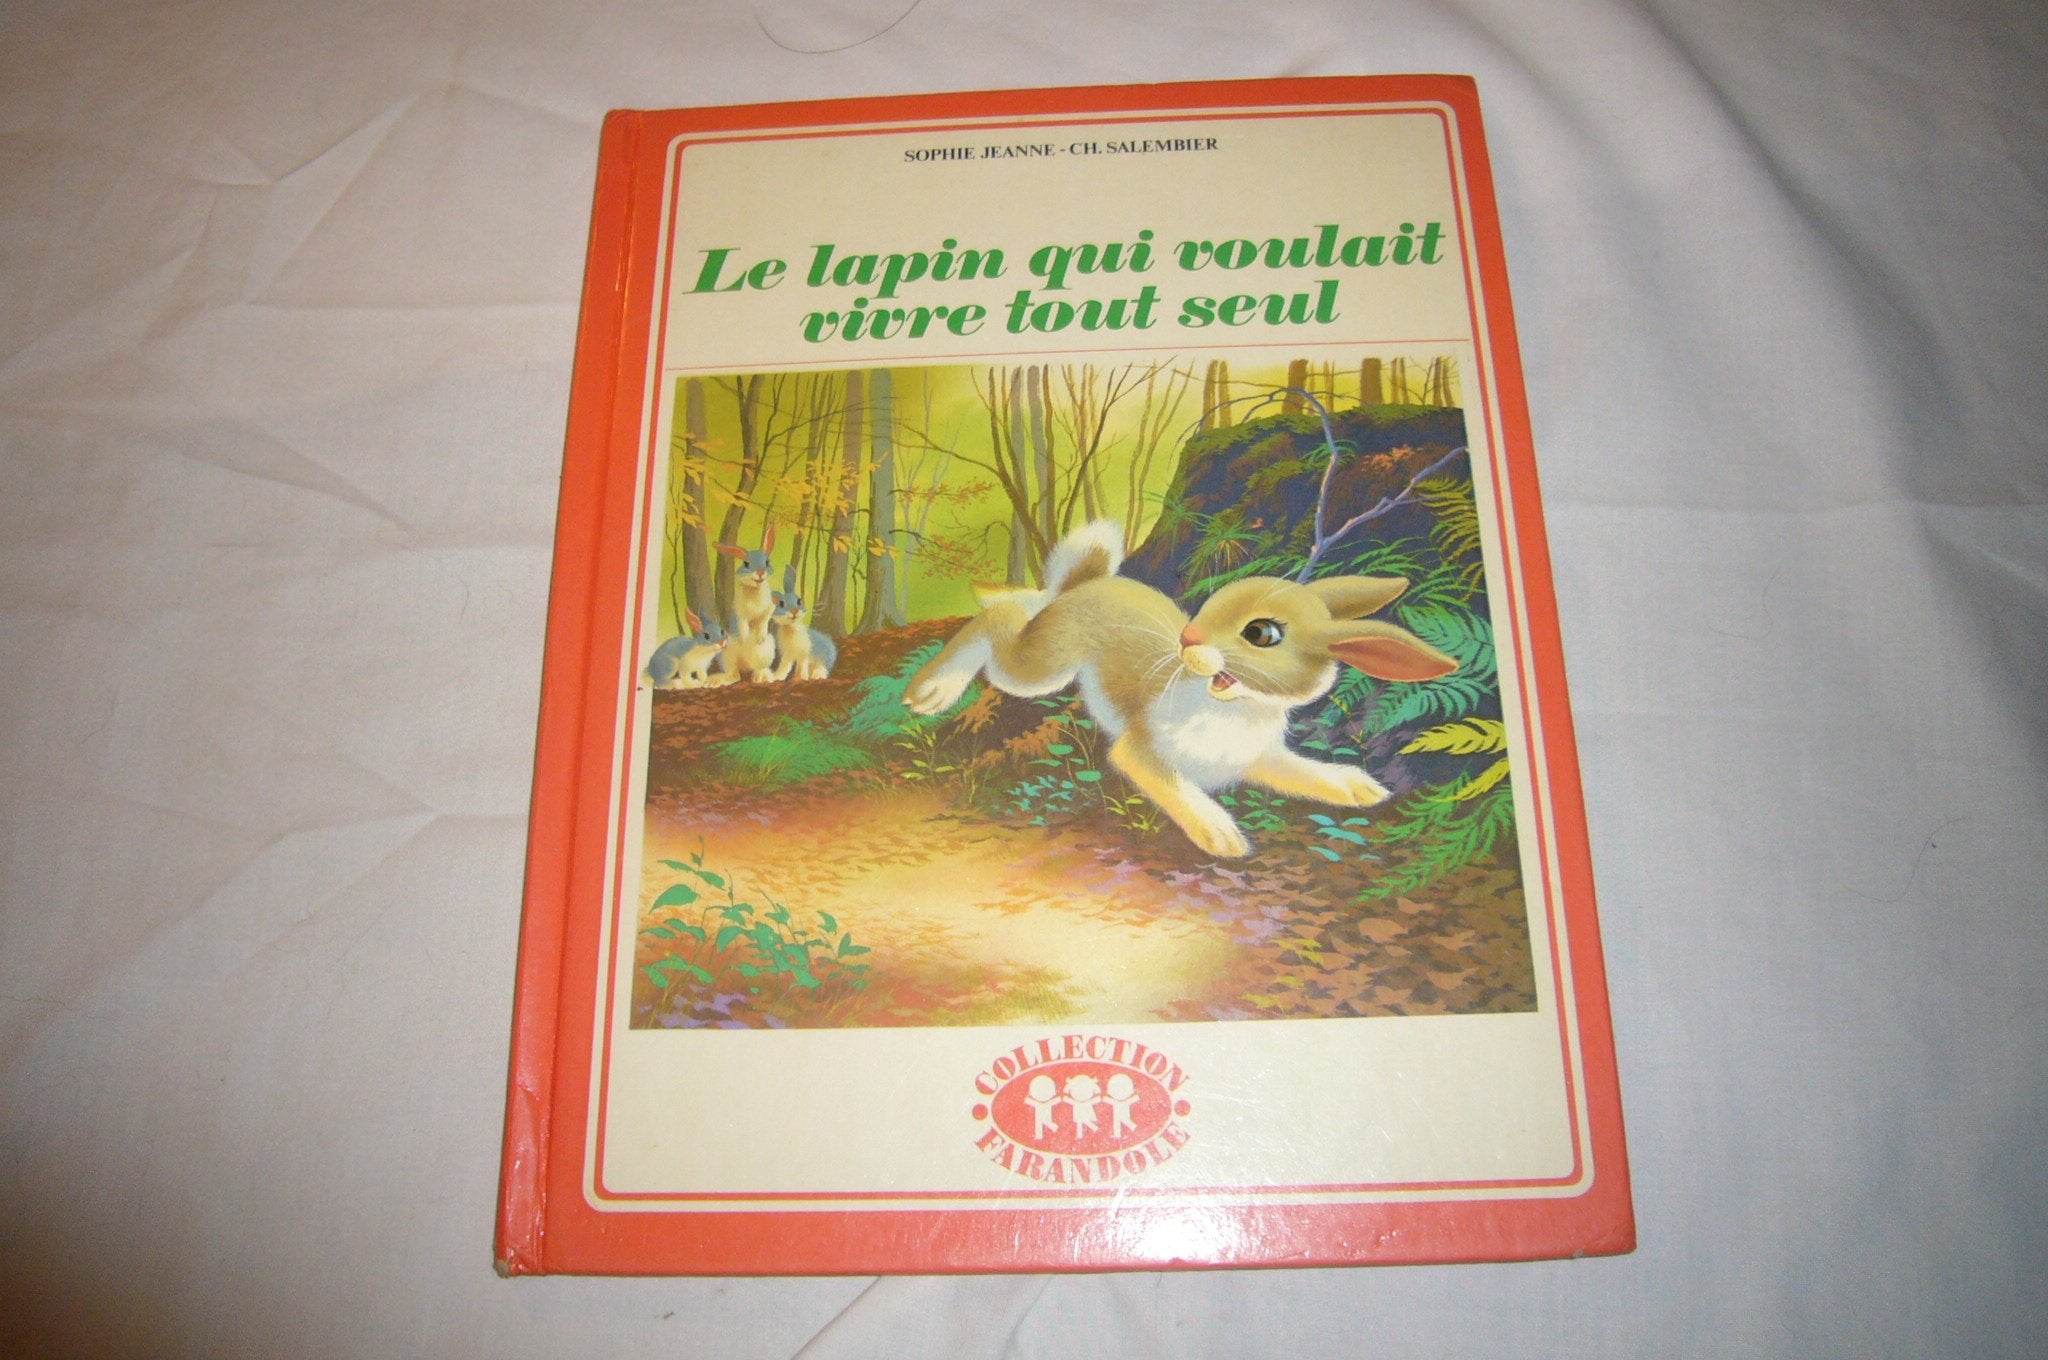 SOPHIE JEANNE - CH. SALEMBIER
Le lapin qui voulait
vivre tout seul
COLLECTION
FARANDOLE